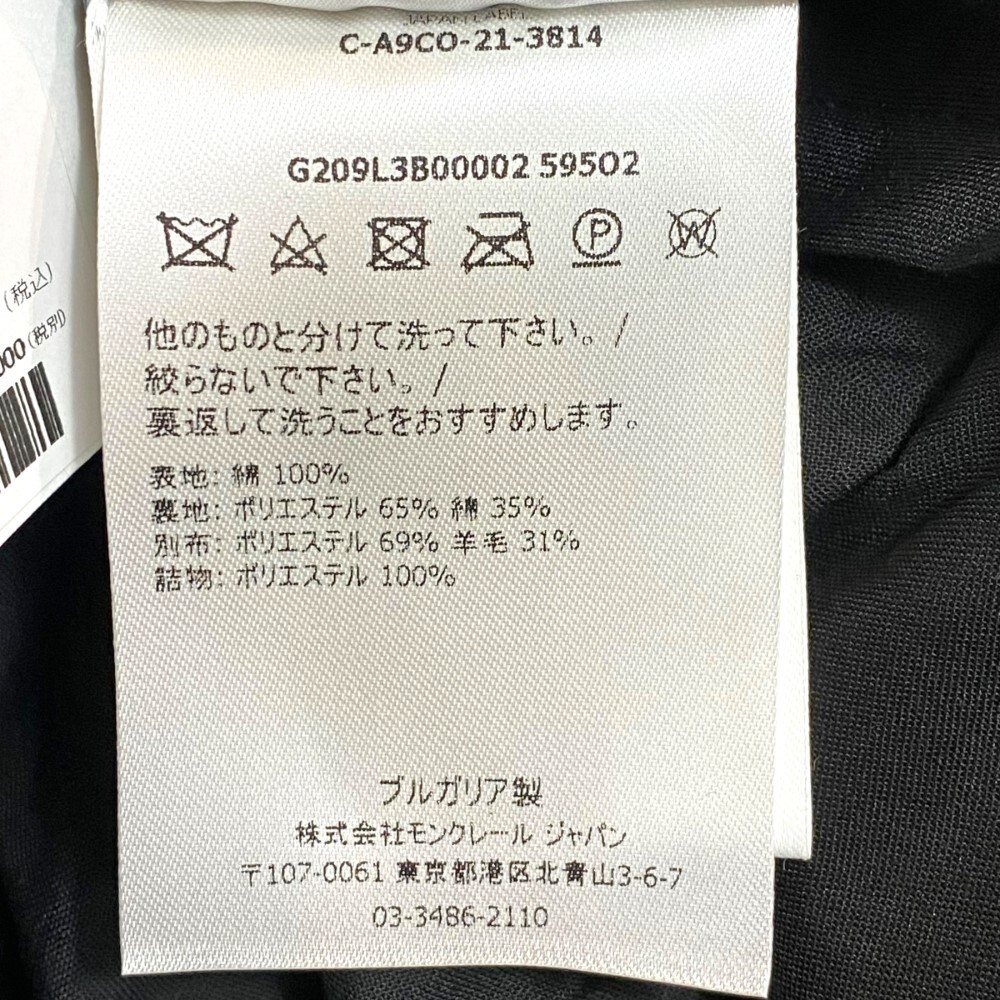 JAPAN LABEL
C-A9CO-21-3814
G209L3B00002 59502
P
W
他のものと分けて洗って下さい。/
絞らないで下さい。/
裏返して洗うことをおすすめします。
表地: 綿 100%
裏地: ポリエステル 65% 綿 35%
別布: ポリエステル 69% 羊毛 31%
詰物: ポリエステル 100%
ブルガリア製
株式会社モンクレール ジャパン
〒107-0061 東京都港区北青山3-6-7
03-3486-2110
(税込)
000(税別)